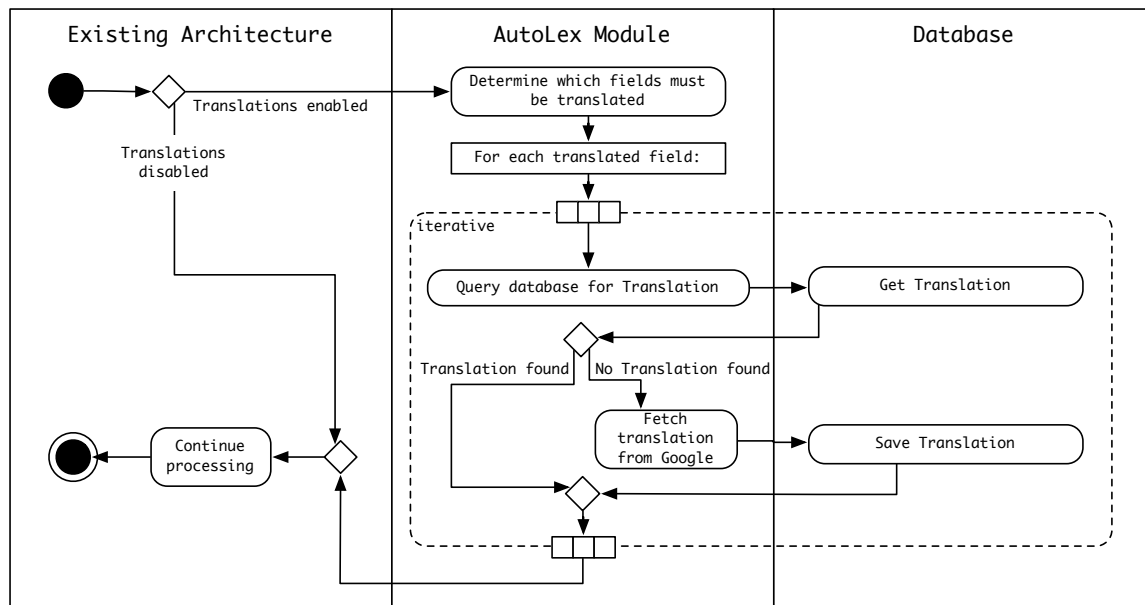 Existing Architecture
AutoLex Module
Database
Determine which fields must
be translated
Translations enabled
Translations
disabled
For each translated field:
iterative
Query database for Translation
Get Translation
Translation found
No Translation found
Fetch
translation
from Google
Save Translation
Continue
processing